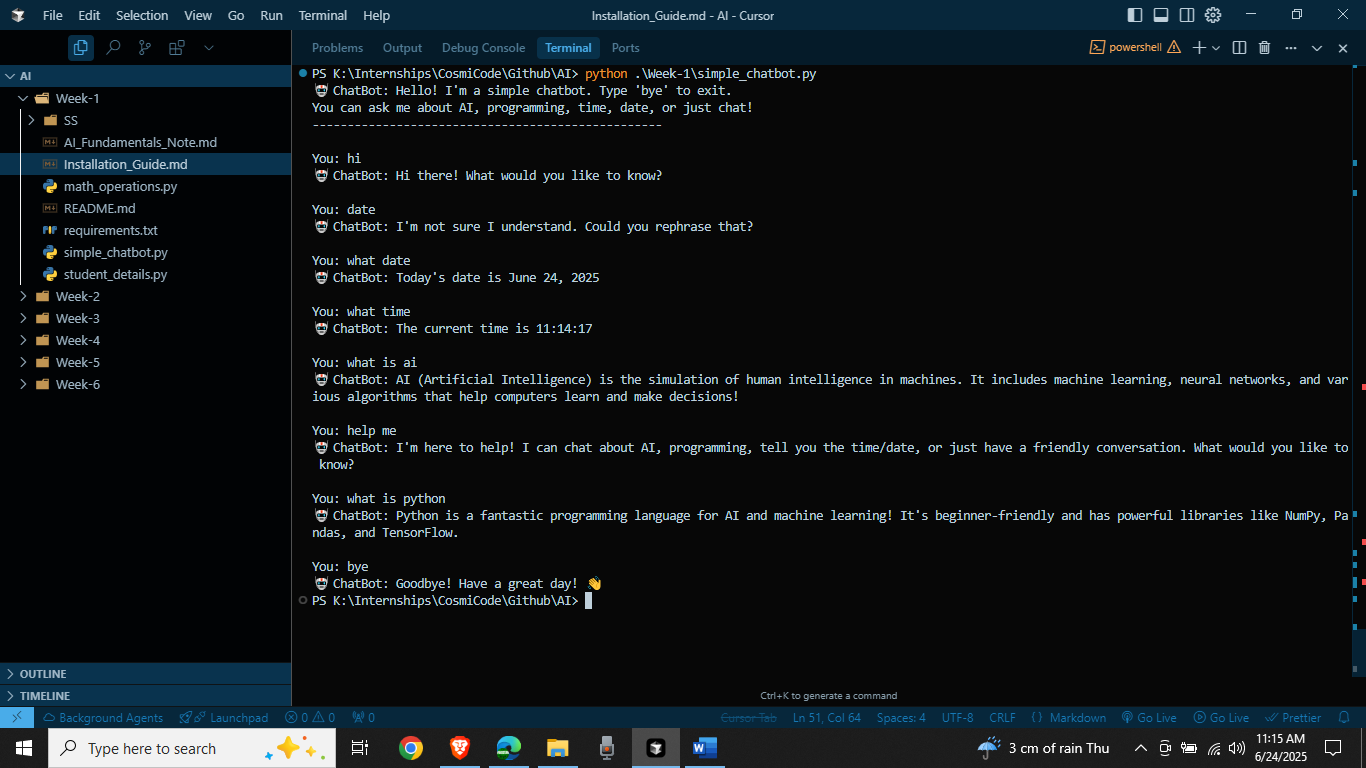 File Edit Selection View Go Run Terminal Help
Installation_Guide.md - AI - Cursor
Problems Output Debug Console Terminal Ports
powershell
AI
Week-1
SS
AI_Fundamentals_Note.md
Installation_Guide.md
math_operations.py
README.md
requirements.txt
simple_chatbot.py
student_details.py
Week-2
Week-3
Week-4
Week-5
Week-6
OUTLINE
TIMELINE
PS K:\Internships\CosmiCode\Github\AI> python .\Week-1\simple_chatbot.py
🤖 ChatBot: Hello! I'm a simple chatbot. Type 'bye' to exit.
You can ask me about AI, programming, time, date, or just chat!
--------------------------------------------------
You: hi
🤖 ChatBot: Hi there! What would you like to know?
You: date
🤖 ChatBot: I'm not sure I understand. Could you rephrase that?
You: what date
🤖 ChatBot: Today's date is June 24, 2025
You: what time
🤖 ChatBot: The current time is 11:14:17
You: what is ai
🤖 ChatBot: AI (Artificial Intelligence) is the simulation of human intelligence in machines. It includes machine learning, neural networks, and var
ious algorithms that help computers learn and make decisions!
You: help me
🤖 ChatBot: I'm here to help! I can chat about AI, programming, tell you the time/date, or just have a friendly conversation. What would you like to
know?
You: what is python
🤖 ChatBot: Python is a fantastic programming language for AI and machine learning! It's beginner-friendly and has powerful libraries like NumPy, Pa
ndas, and TensorFlow.
You: bye
🤖 ChatBot: Goodbye! Have a great day! 👋
PS K:\Internships\CosmiCode\Github\AI>
Ctrl+K to generate a command
Background Agents Launchpad 0 0 0
Cursor Tab Ln 51, Col 64 Spaces: 4 UTF-8 CRLF {} Markdown Go Live Go Live Prettier
Type here to search
3 cm of rain Thu
11:15 AM
6/24/2025